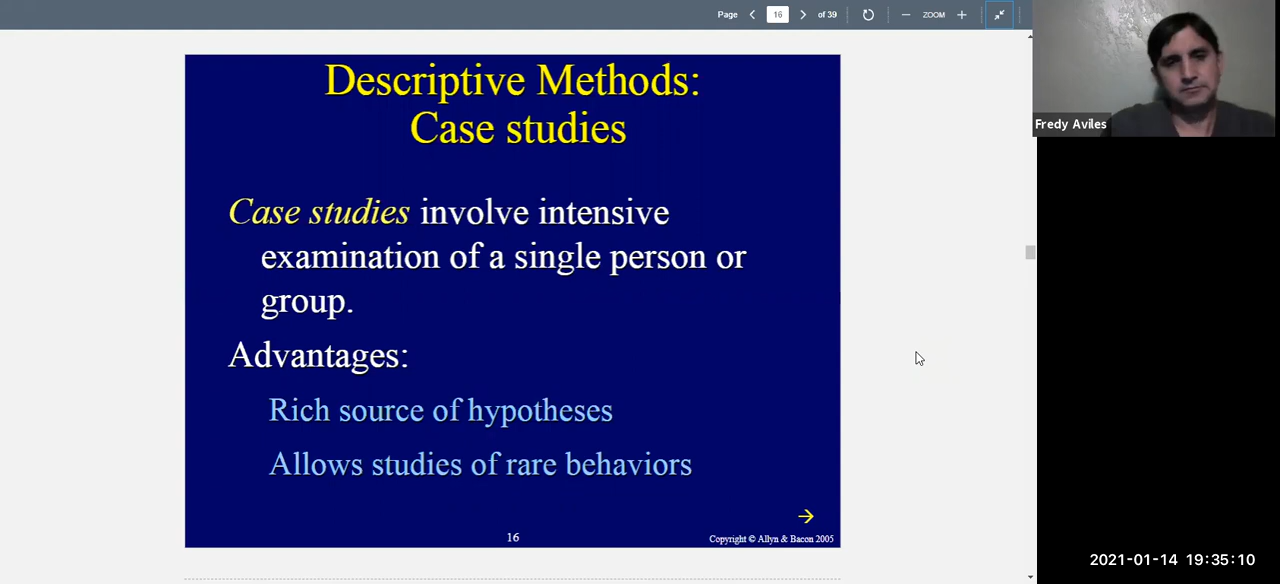 Page 16 of 39 ZOOM
Fredy Aviles
Descriptive Methods:
Case studies
Case studies involve intensive
examination of a single person or
group.
Advantages:
Rich source of hypotheses
Allows studies of rare behaviors
16
Copyright © Allyn & Bacon 2005
2021-01-14 19:35:10